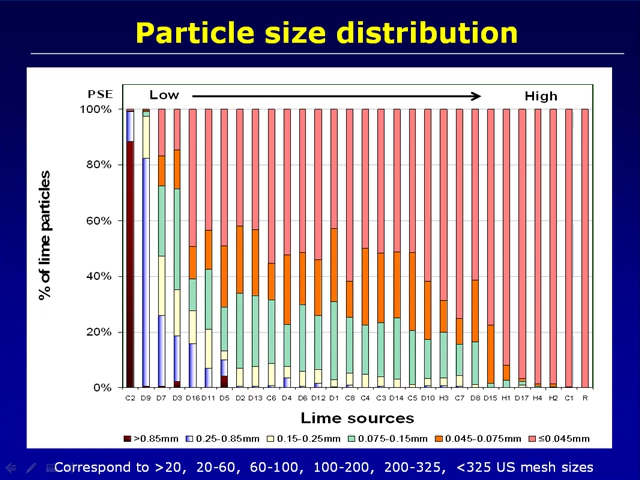 Particle size distribution
PSE Low High
100%
80%
60%
40%
20%
0%
% of lime particles
C2 D9 D7 D3 D16 D11 D5 D2 D13 C6 D4 D6 D12 D1 C8 C4 C3 D14 C5 D10 H3 C7 D8 D15 H1 D17 H4 H2 C1 R
Lime sources
>0.85mm 0.25-0.85mm 0.15-0.25mm 0.075-0.15mm 0.045-0.075mm ≤0.045mm
Correspond to >20, 20-60, 60-100, 100-200, 200-325, <325 US mesh sizes